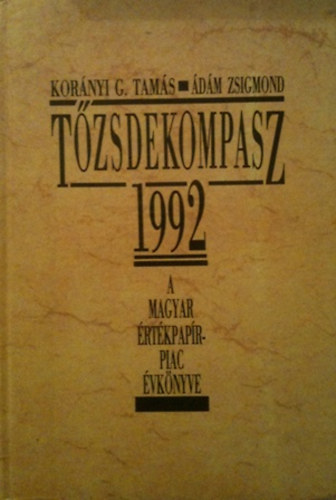 KORÁNYI G. TAMÁS ■ ÁDÁM ZSIGMOND
TŐZSDEKOMPASZ
1992
A
MAGYAR
ÉRTÉKPAPÍR-
PIAC
ÉVKÖNYVE